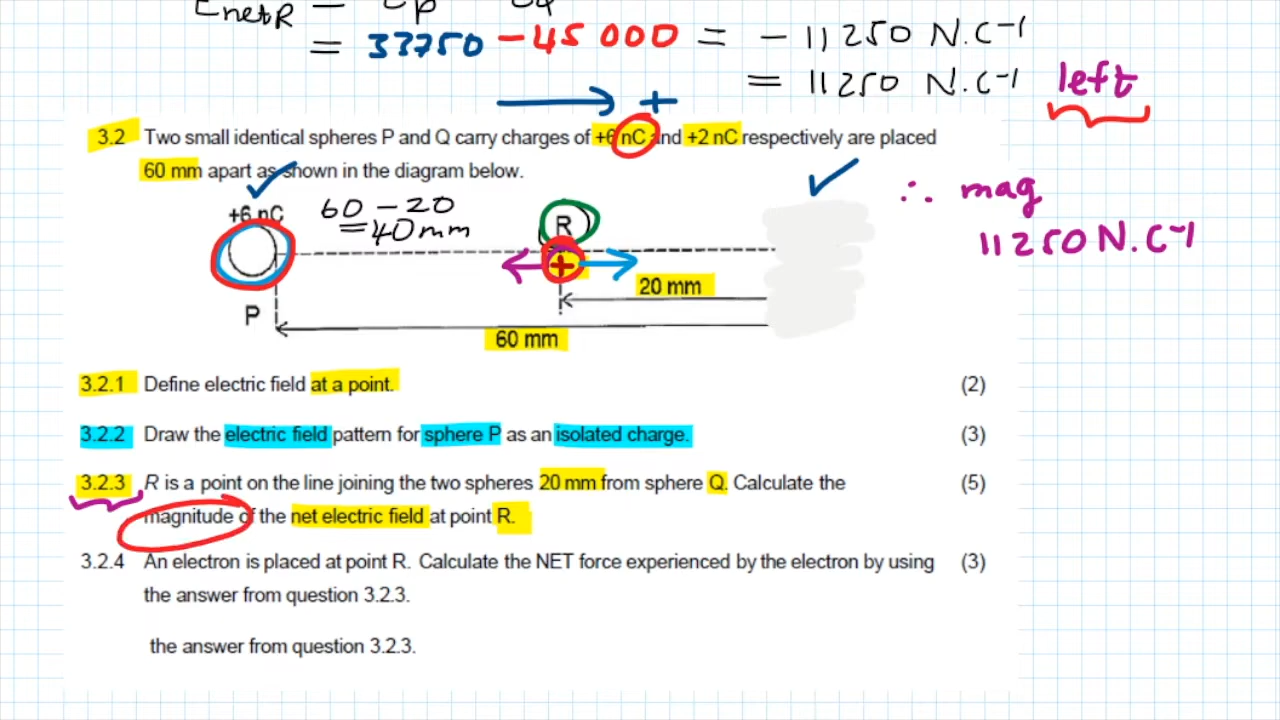 EnetR = Ep EQ
= 33750 - 45 000 = - 11250 N.C-1
= 11250 N.C-1 left
+
3.2 Two small identical spheres P and Q carry charges of +6 nC and +2 nC respectively are placed
60 mm apart as shown in the diagram below.
∴ mag
11250 N.C-1
+6 nC
60 - 20
= 40mm
R
+
20 mm
P
60 mm
3.2.1 Define electric field at a point. (2)
3.2.2 Draw the electric field pattern for sphere P as an isolated charge. (3)
3.2.3 R is a point on the line joining the two spheres 20 mm from sphere Q. Calculate the (5)
magnitude of the net electric field at point R.
3.2.4 An electron is placed at point R. Calculate the NET force experienced by the electron by using (3)
the answer from question 3.2.3.
the answer from question 3.2.3.